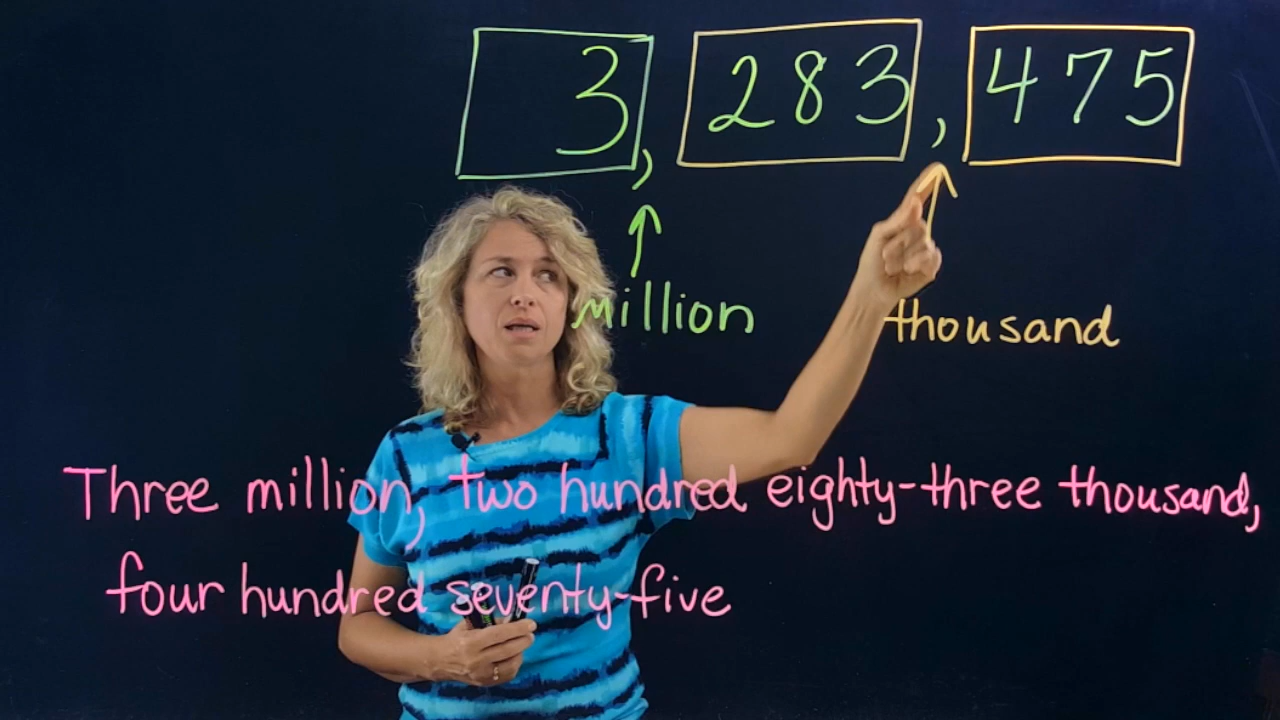 3, 283, 475
million thousand
Three million, two hundred eighty-three thousand,
four hundred seventy-five